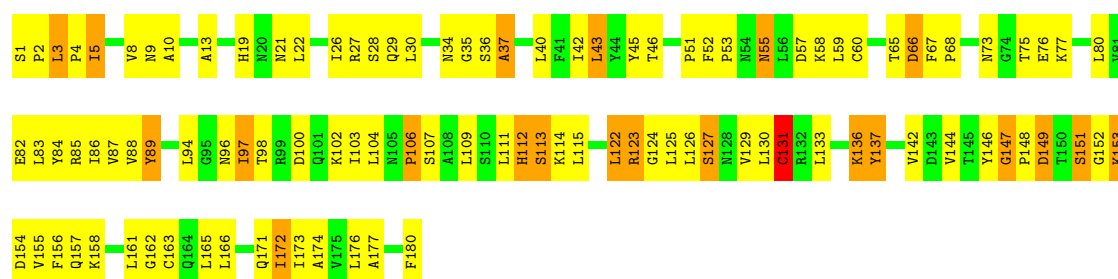 S1 P2 L3 P4 I5 V8 N9 A10 A13 H19 N20 N21 L22 I26 R27 S28 Q29 L30 N34 G35 S36 A37 L40 F41 I42 L43 Y44 Y45 T46 P51 F52 P53 N54 N55 L56 D57 K58 L59 C60 T65 D66 F67 P68 N73 G74 T75 E76 K77 L80 V81
E82 L83 Y84 R85 I86 V87 V88 Y89 L94 G95 N96 I97 T98 R99 D100 Q101 K102 I103 L104 N105 P106 S107 A108 L109 S110 L111 H112 S113 K114 L115 L122 R123 G124 L125 L126 S127 N128 V129 L130 C131 R132 L133 K136 Y137 V142 D143 V144 T145 Y146 G147 P148 D149 T150 S151 G152 K153
D154 V155 F156 Q157 K158 L161 G162 C163 Q164 L165 L166 Q171 I172 I173 A174 V175 L176 A177 F180